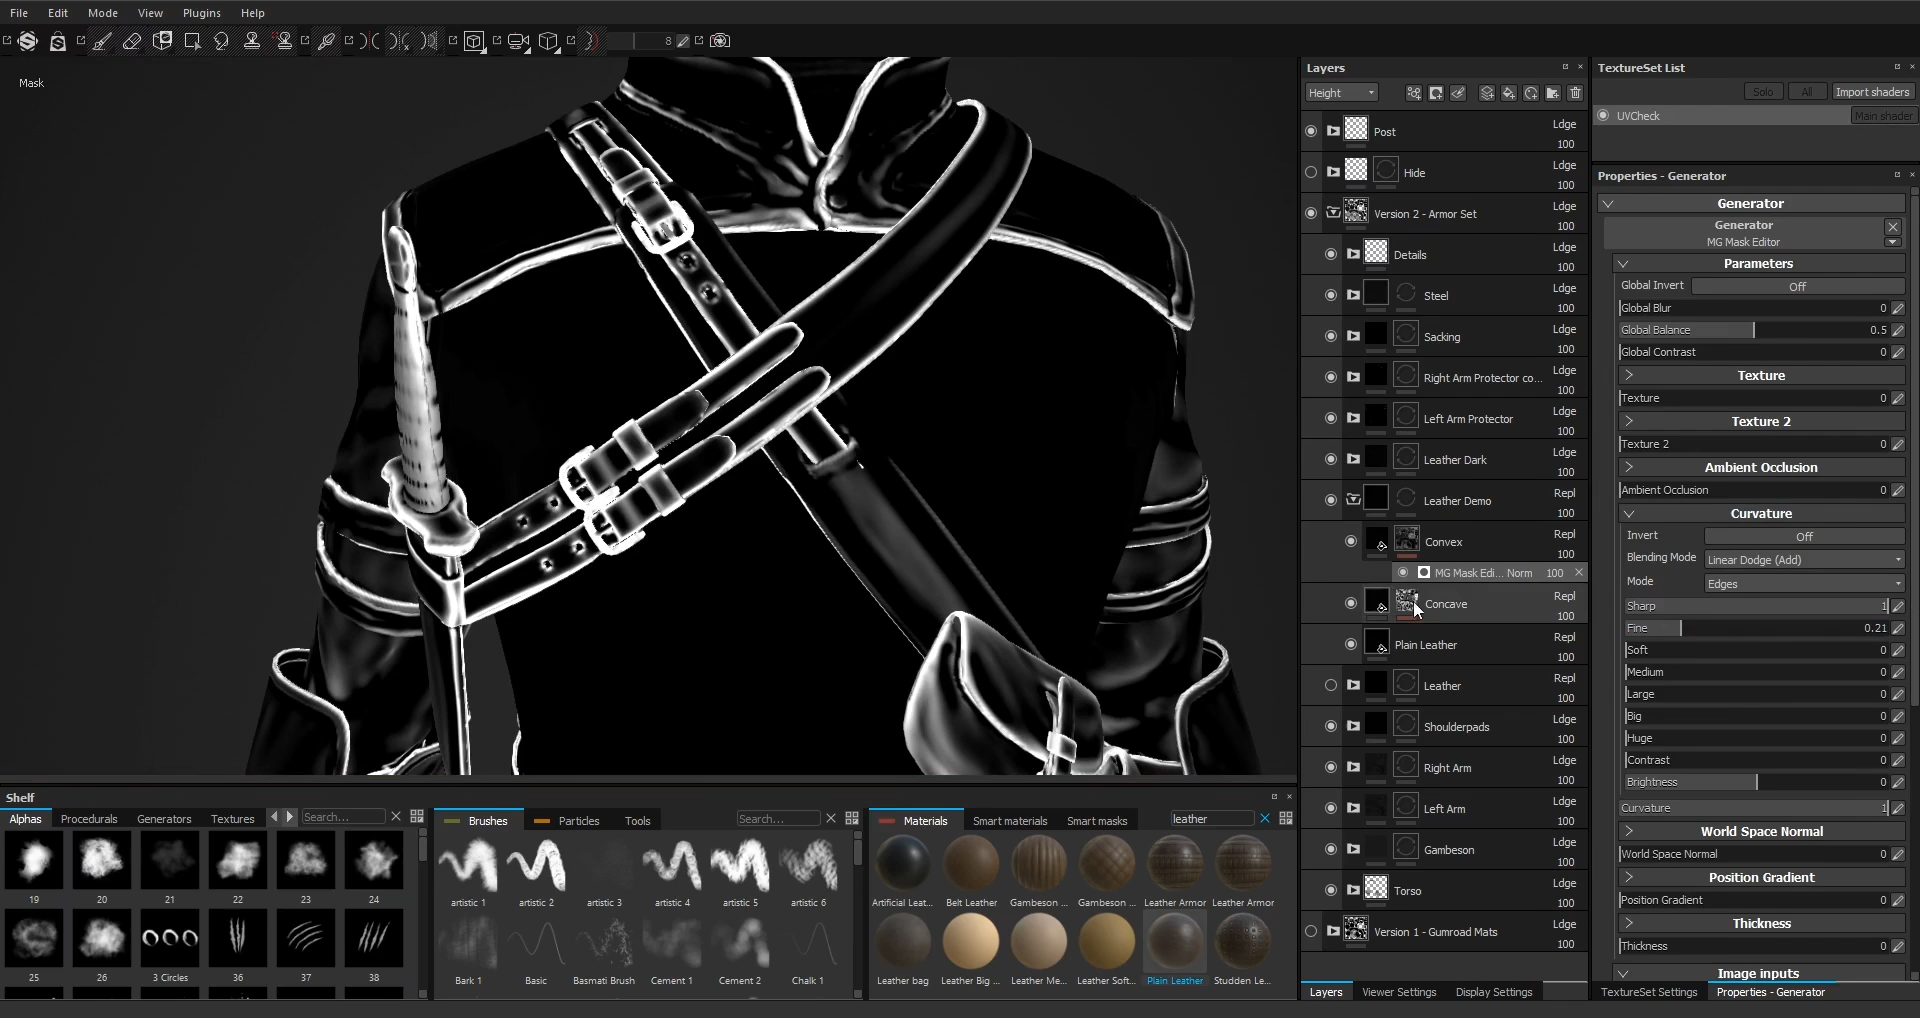 File Edit Mode View Plugins Help
8
Mask
Layers
Height
Post Ldge 100
Hide Ldge 100
Version 2 - Armor Set Ldge 100
Details Ldge 100
Steel Ldge 100
Sacking Ldge 100
Right Arm Protector co... Ldge 100
Left Arm Protector Ldge 100
Leather Dark Ldge 100
Leather Demo Repl 100
Convex Repl 100
MG Mask Edi... Norm 100
Concave Repl 100
Plain Leather Repl 100
Leather Repl 100
Shoulderpads Ldge 100
Right Arm Ldge 100
Left Arm Ldge 100
Gambeson Ldge 100
Torso Ldge 100
Version 1 - Gumroad Mats Ldge 100
Layers Viewer Settings Display Settings
TextureSet List
Solo All Import shaders
UVCheck Main shader
Properties - Generator
Generator
Generator
MG Mask Editor
Parameters
Global Invert Off
Global Blur 0
Global Balance 0.5
Global Contrast 0
Texture
Texture 0
Texture 2
Texture 2 0
Ambient Occlusion
Ambient Occlusion 0
Curvature
Invert Off
Blending Mode Linear Dodge (Add)
Mode Edges
Sharp 1
Fine 0.21
Soft 0
Medium 0
Large 0
Big 0
Huge 0
Contrast 0
Brightness 0
Curvature 1
World Space Normal
World Space Normal 0
Position Gradient
Position Gradient 0
Thickness
Thickness 0
Image inputs
TextureSet Settings Properties - Generator
Shelf
Alphas Procedurals Generators Textures Search...
19 20 21 22 23 24
25 26 3 Circles 36 37 38
Brushes Particles Tools Search...
artistic 1 artistic 2 artistic 3 artistic 4 artistic 5 artistic 6
Bark 1 Basic Basmati Brush Cement 1 Cement 2 Chalk 1
Materials Smart materials Smart masks leather
Artificial Leat... Belt Leather Gambeson ... Gambeson ... Leather Armor Leather Armor
Leather bag Leather Big ... Leather Me... Leather Soft... Plain Leather Studden Le...